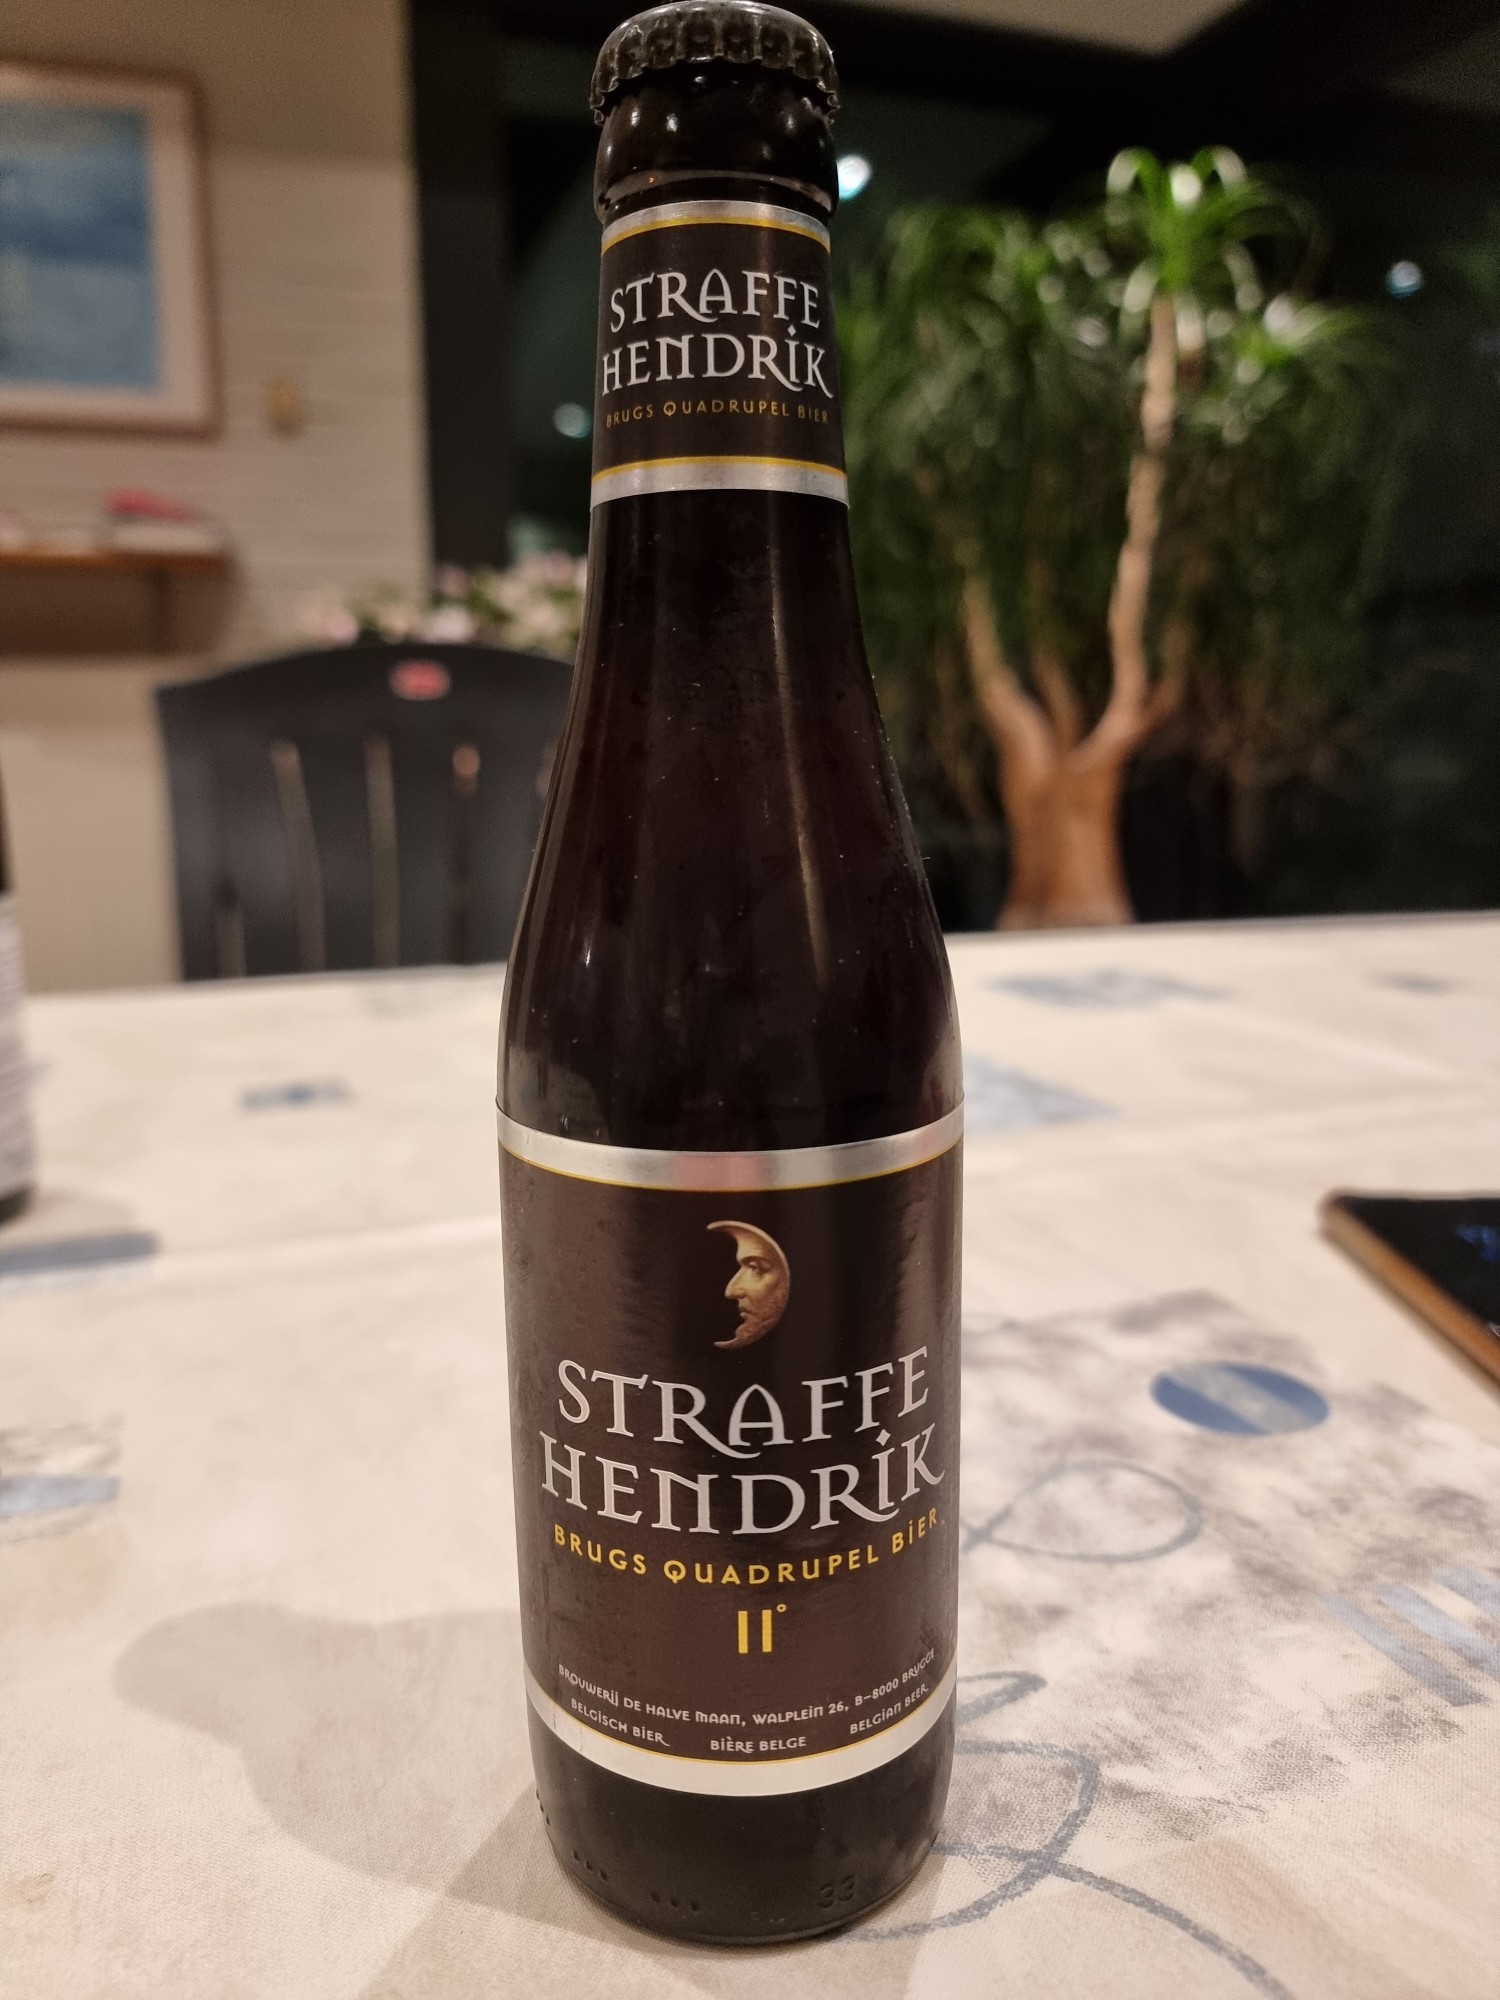 STRAFFE
HENDRiK
BRUGS QUADRUPEL BiER
STRAFFE
HENDRiK
BRUGS QUADRUPEL BiER
11°
BROUWERij DE HALVE MAAN, WALPLEiN 26, B-8000 BRUGGE
BELGiSCH BiER BiÈRE BELGE BELGiAN BEER
33